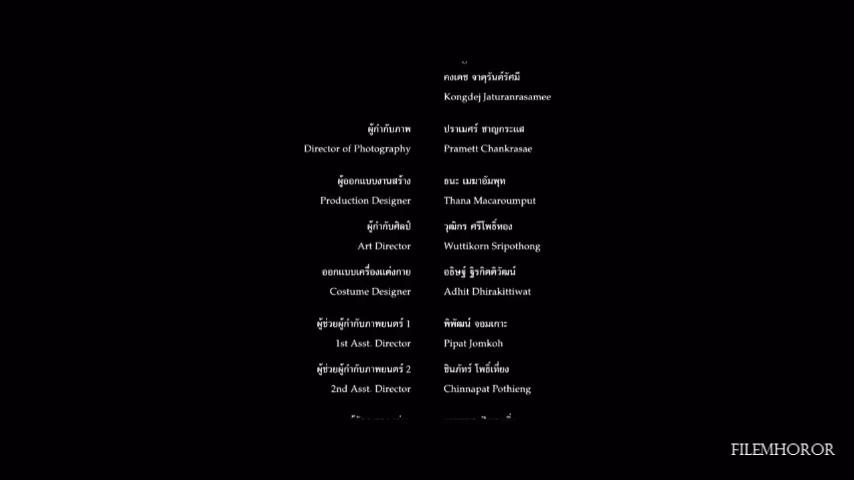 คงเดช จาตุรันต์รัศมี
Kongdej Jaturanrasamee
ผู้กำกับภาพ ปราเมศร์ ชาญกระแส
Director of Photography Pramett Chankrasae
ผู้ออกแบบงานสร้าง ธนะ เมฆาอัมพุท
Production Designer Thana Macaroumput
ผู้กำกับศิลป์ วุฒิกร ศรีโพธิ์ทอง
Art Director Wuttikorn Sripothong
ออกแบบเครื่องแต่งกาย อธิษฐ์ ฐิรกิตติวัฒน์
Costume Designer Adhit Dhirakittiwat
ผู้ช่วยผู้กำกับภาพยนตร์ 1 พิพัฒน์ จอมเกาะ
1st Asst. Director Pipat Jomkoh
ผู้ช่วยผู้กำกับภาพยนตร์ 2 ชินภัทร์ โพธิ์เที่ยง
2nd Asst. Director Chinnapat Pothieng
FILEMHOROR